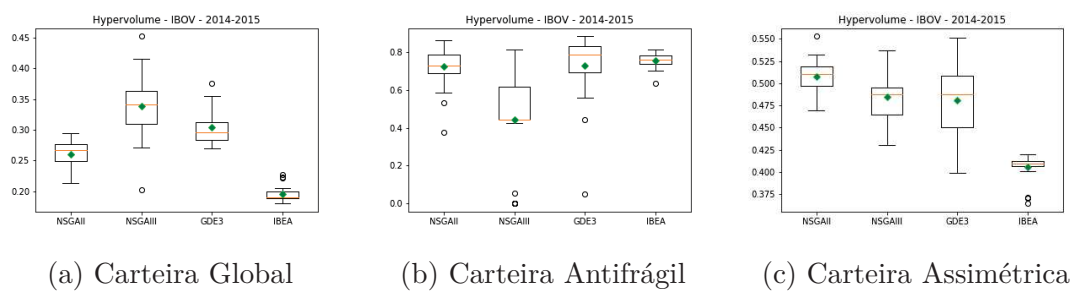 Hypervolume - IBOV - 2014-2015
0.45
0.40
0.35
0.30
0.25
0.20
NSGAII NSGAIII GDE3 IBEA
(a) Carteira Global
Hypervolume - IBOV - 2014-2015
0.8
0.6
0.4
0.2
0.0
NSGAII NSGAIII GDE3 IBEA
(b) Carteira Antifrágil
Hypervolume - IBOV - 2014-2015
0.550
0.525
0.500
0.475
0.450
0.425
0.400
0.375
NSGAII NSGAIII GDE3 IBEA
(c) Carteira Assimétrica